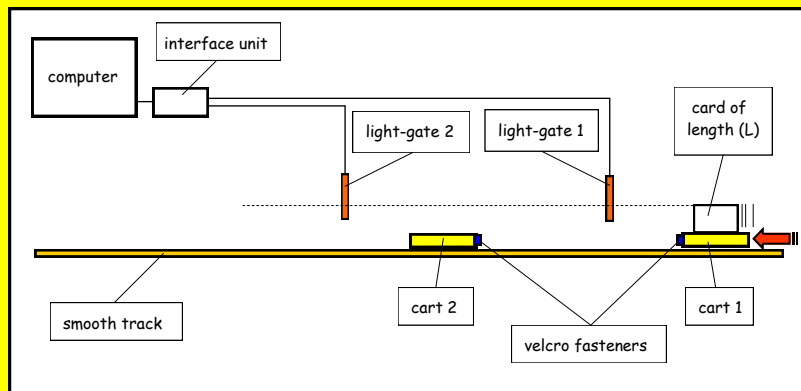 interface unit
computer
light-gate 2
light-gate 1
card of
length (L)
cart 2
cart 1
smooth track
velcro fasteners